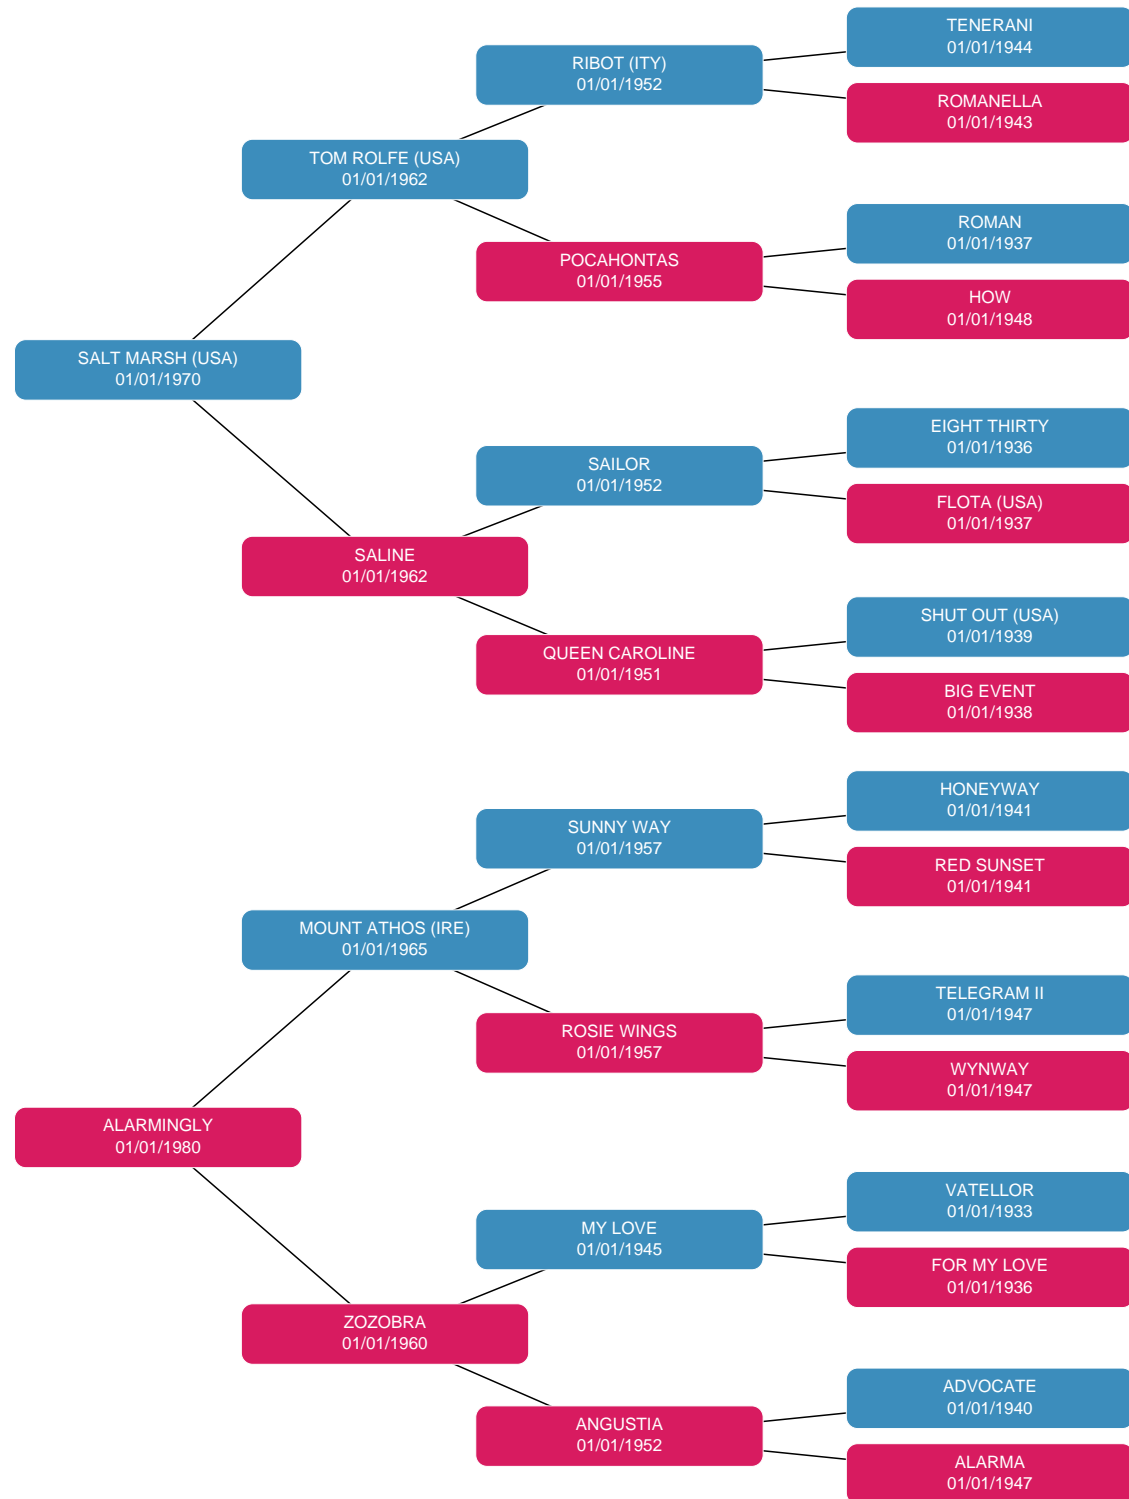 TENERANI
01/01/1944
RIBOT (ITY)
01/01/1952
ROMANELLA
01/01/1943
TOM ROLFE (USA)
01/01/1962
ROMAN
01/01/1937
POCAHONTAS
01/01/1955
HOW
01/01/1948
SALT MARSH (USA)
01/01/1970
EIGHT THIRTY
01/01/1936
SAILOR
01/01/1952
FLOTA (USA)
01/01/1937
SALINE
01/01/1962
SHUT OUT (USA)
01/01/1939
QUEEN CAROLINE
01/01/1951
BIG EVENT
01/01/1938
HONEYWAY
01/01/1941
SUNNY WAY
01/01/1957
RED SUNSET
01/01/1941
MOUNT ATHOS (IRE)
01/01/1965
TELEGRAM II
01/01/1947
ROSIE WINGS
01/01/1957
WYNWAY
01/01/1947
ALARMINGLY
01/01/1980
VATELLOR
01/01/1933
MY LOVE
01/01/1945
FOR MY LOVE
01/01/1936
ZOZOBRA
01/01/1960
ADVOCATE
01/01/1940
ANGUSTIA
01/01/1952
ALARMA
01/01/1947